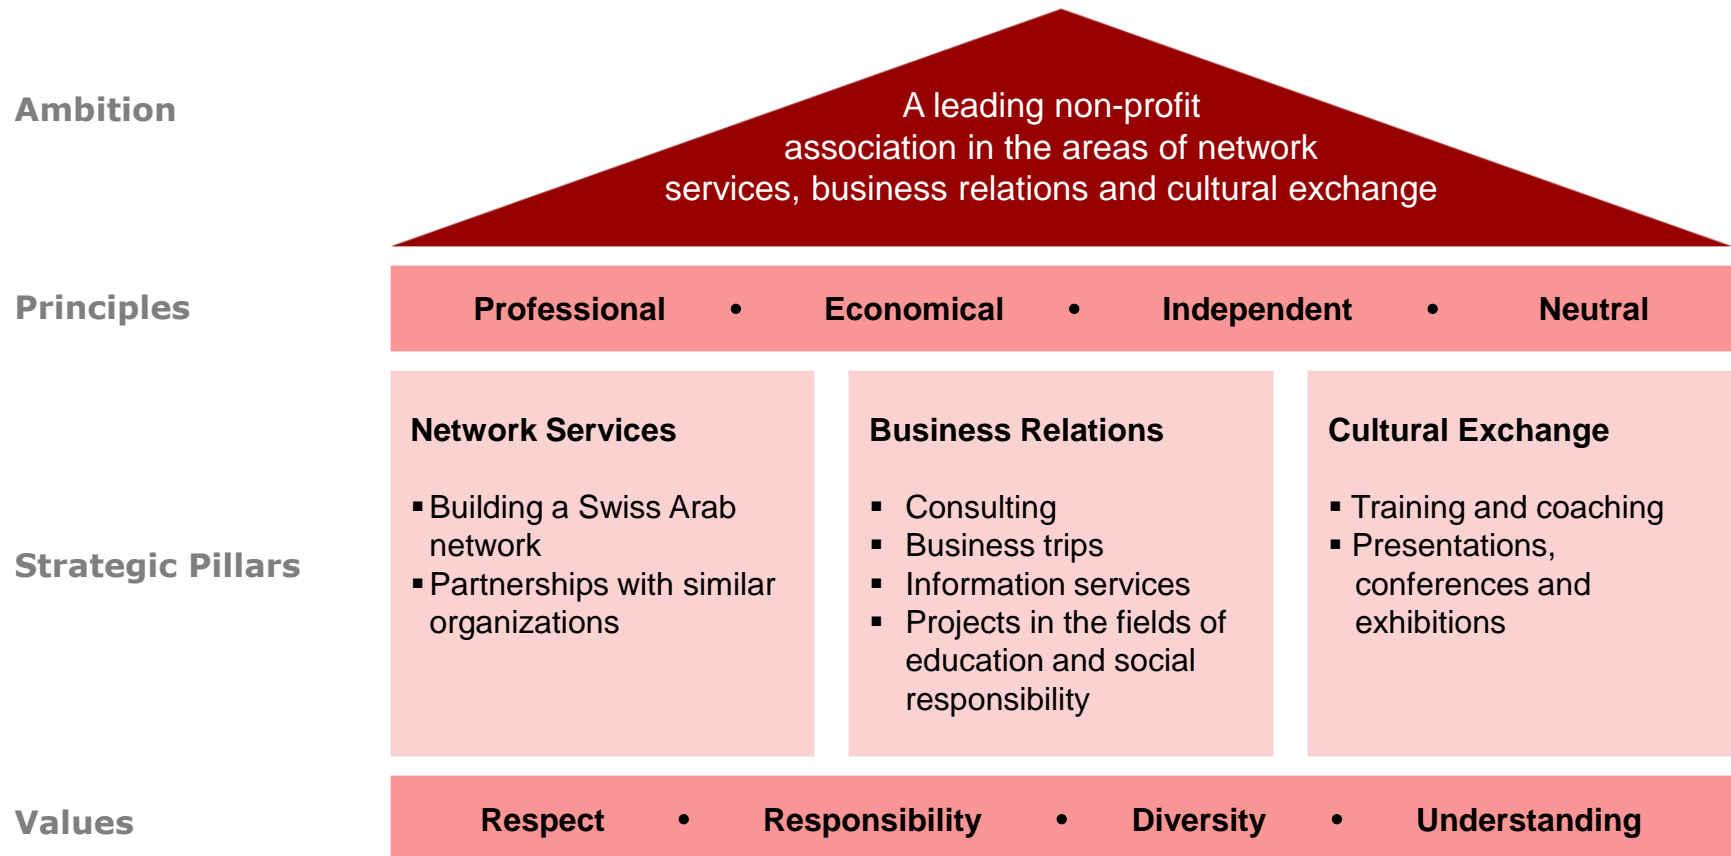 Ambition
A leading non-profit
association in the areas of network
services, business relations and cultural exchange
Principles
Professional • Economical • Independent • Neutral
Strategic Pillars
Network Services
▪ Building a Swiss Arab
network
▪ Partnerships with similar
organizations
Business Relations
▪ Consulting
▪ Business trips
▪ Information services
▪ Projects in the fields of
education and social
responsibility
Cultural Exchange
▪ Training and coaching
▪ Presentations,
conferences and
exhibitions
Values
Respect • Responsibility • Diversity • Understanding